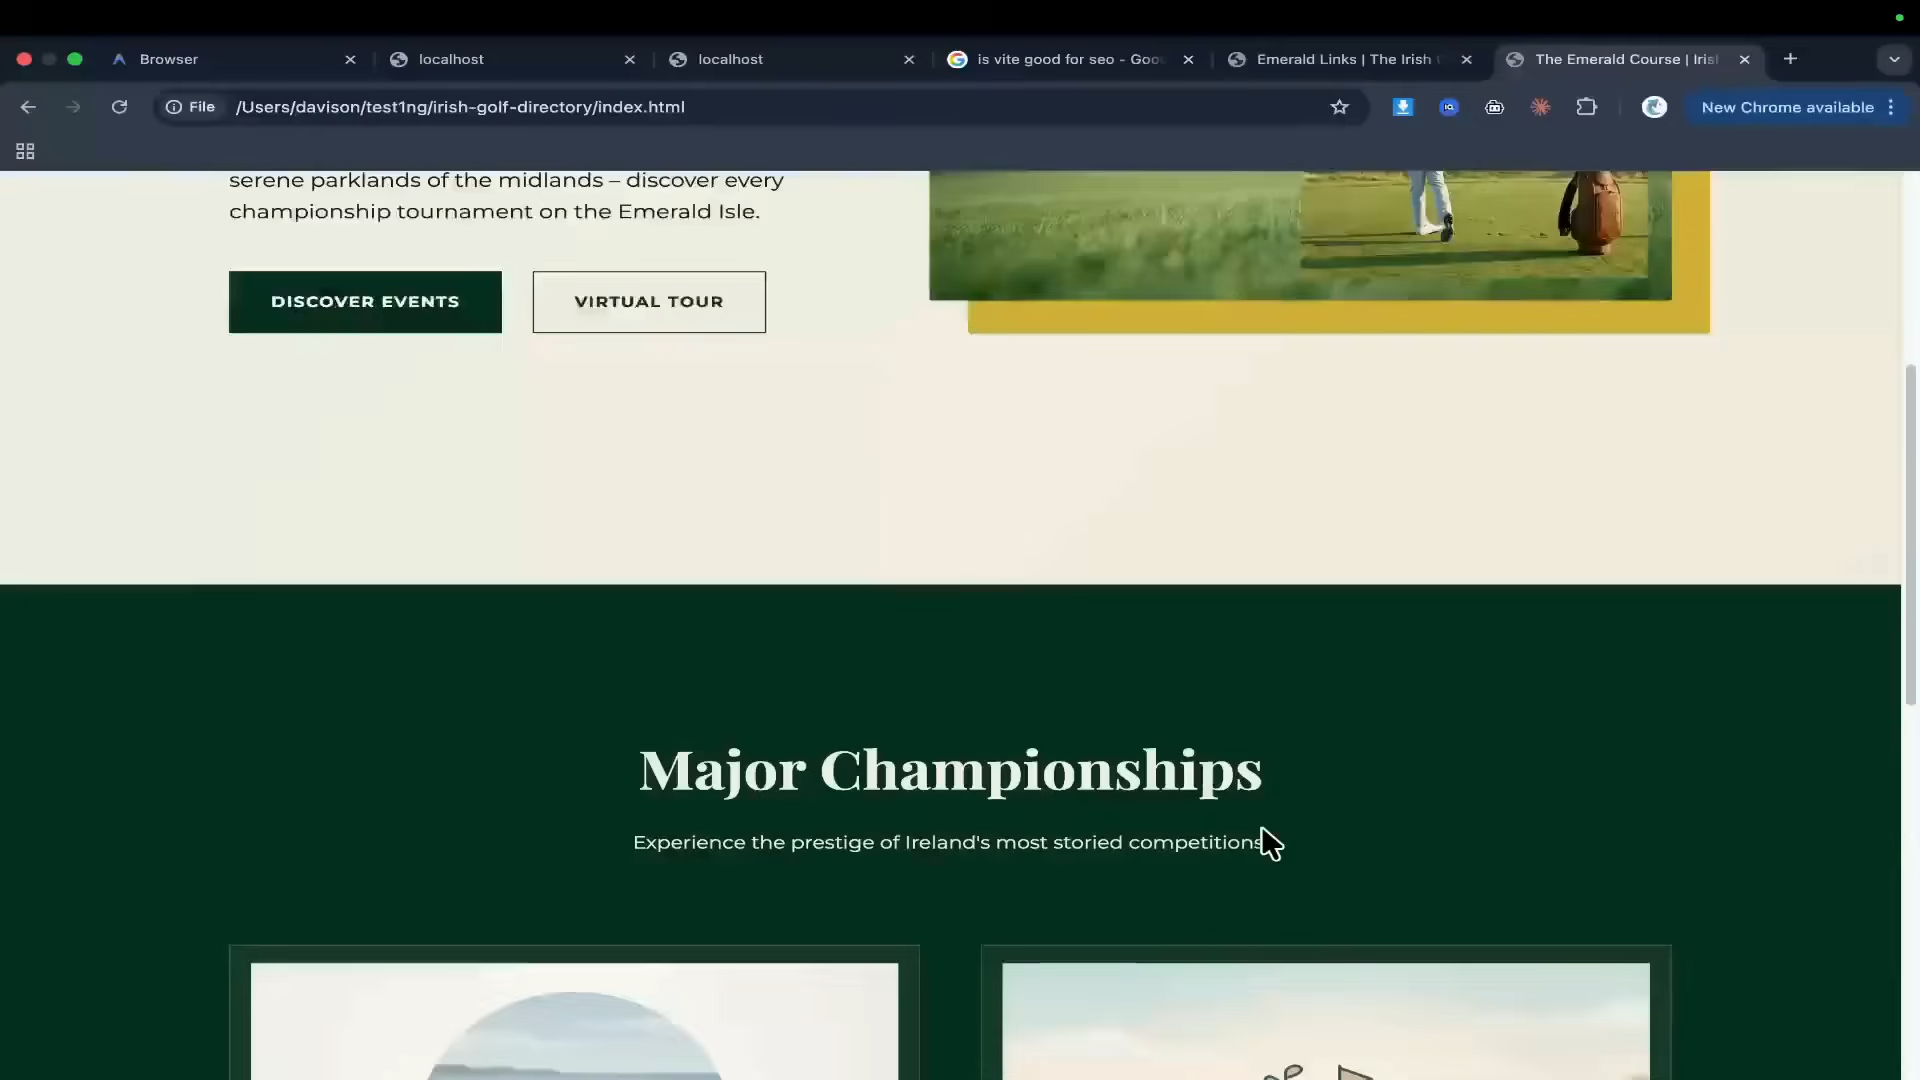 Browser
localhost
localhost
is vite good for seo - Goo
Emerald Links | The Irish
The Emerald Course | Iris
File
/Users/davison/test1ng/irish-golf-directory/index.html
New Chrome available
serene parklands of the midlands – discover every
championship tournament on the Emerald Isle.
DISCOVER EVENTS
VIRTUAL TOUR
Major Championships
Experience the prestige of Ireland's most storied competitions